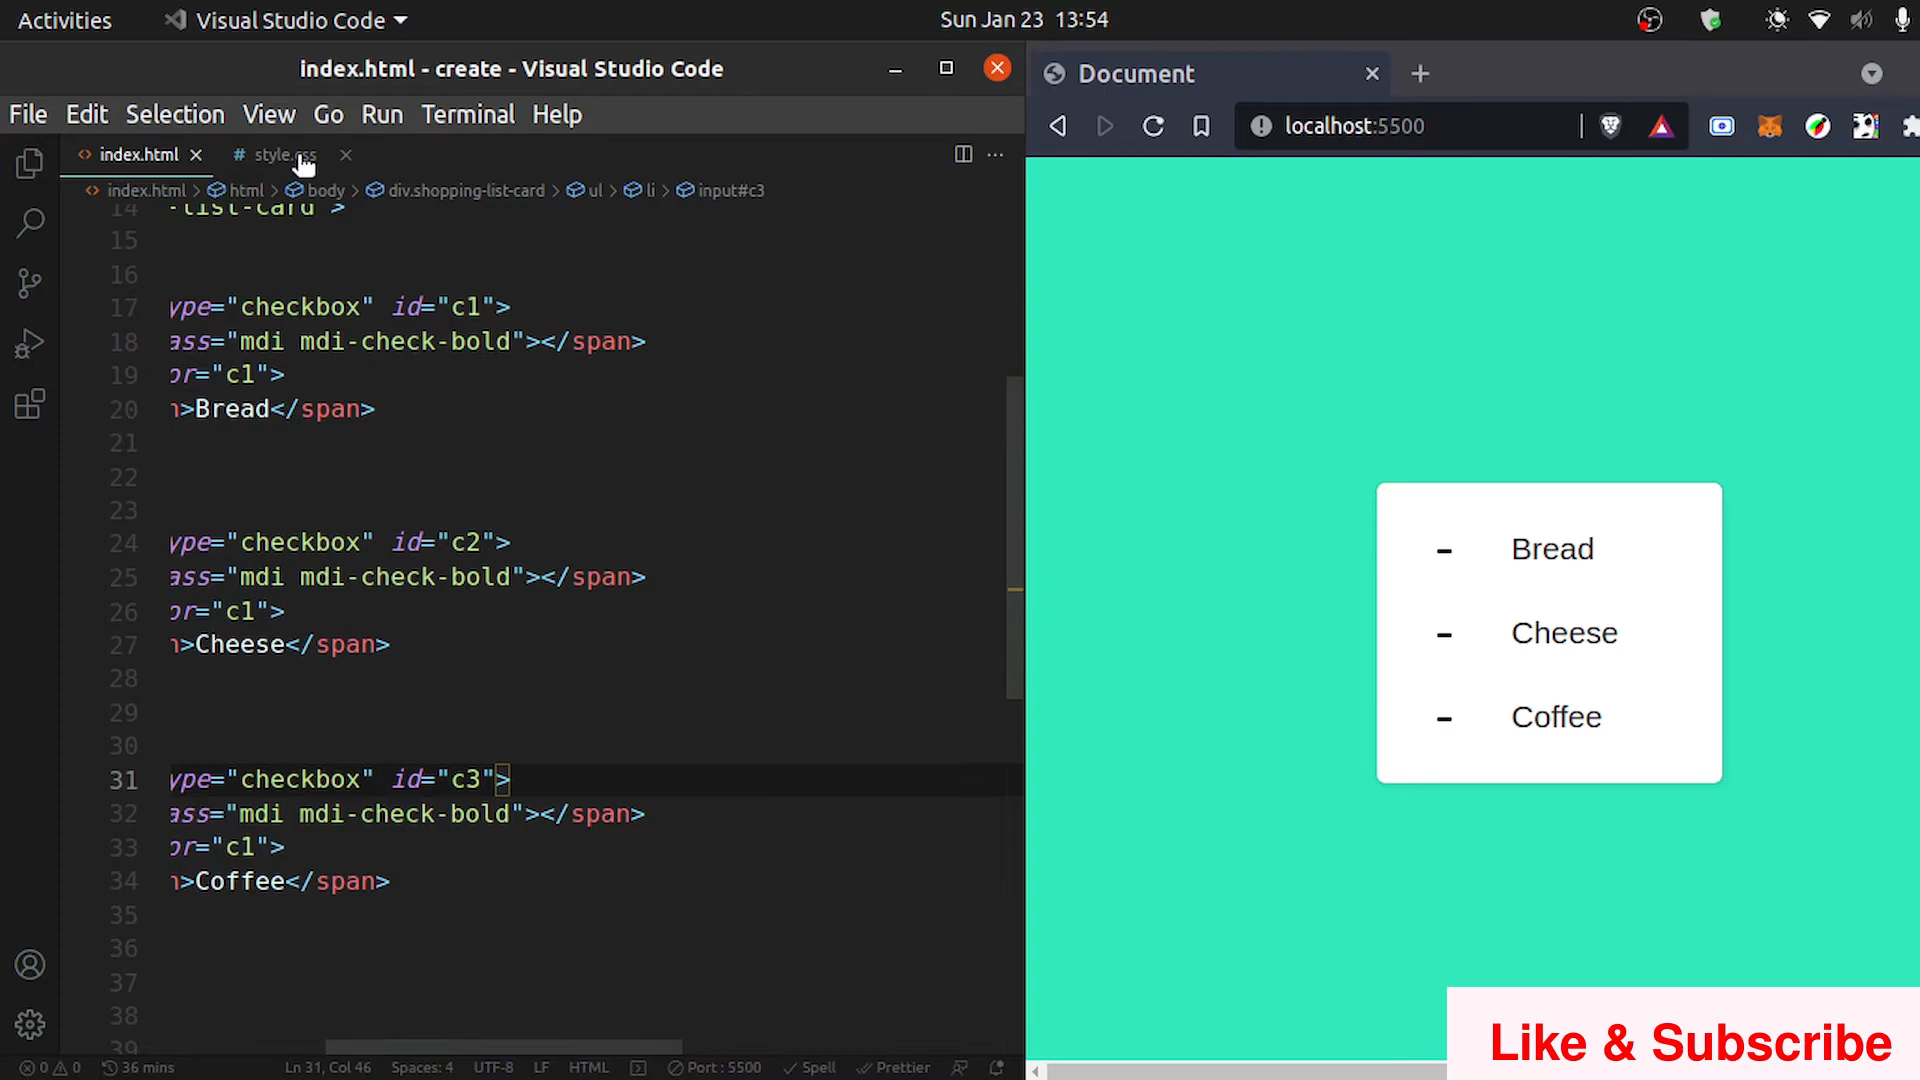 Activities
Visual Studio Code
Sun Jan 23 13:54
index.html - create - Visual Studio Code
File Edit Selection View Go Run Terminal Help
index.html
# style.css
index.html > html > body > div.shopping-list-card > ul > li > input#c3
14 -list-card">
15
16
17 ype="checkbox" id="c1">
18 ass="mdi mdi-check-bold"></span>
19 or="c1">
20 >Bread</span>
21
22
23
24 ype="checkbox" id="c2">
25 ass="mdi mdi-check-bold"></span>
26 or="c1">
27 >Cheese</span>
28
29
30
31 ype="checkbox" id="c3">
32 ass="mdi mdi-check-bold"></span>
33 or="c1">
34 >Coffee</span>
35
36
37
38
39
0 0 36 mins Ln 31, Col 46 Spaces: 4 UTF-8 LF HTML Port : 5500 Spell Prettier
Document
localhost:5500
- Bread
- Cheese
- Coffee
Like & Subscribe